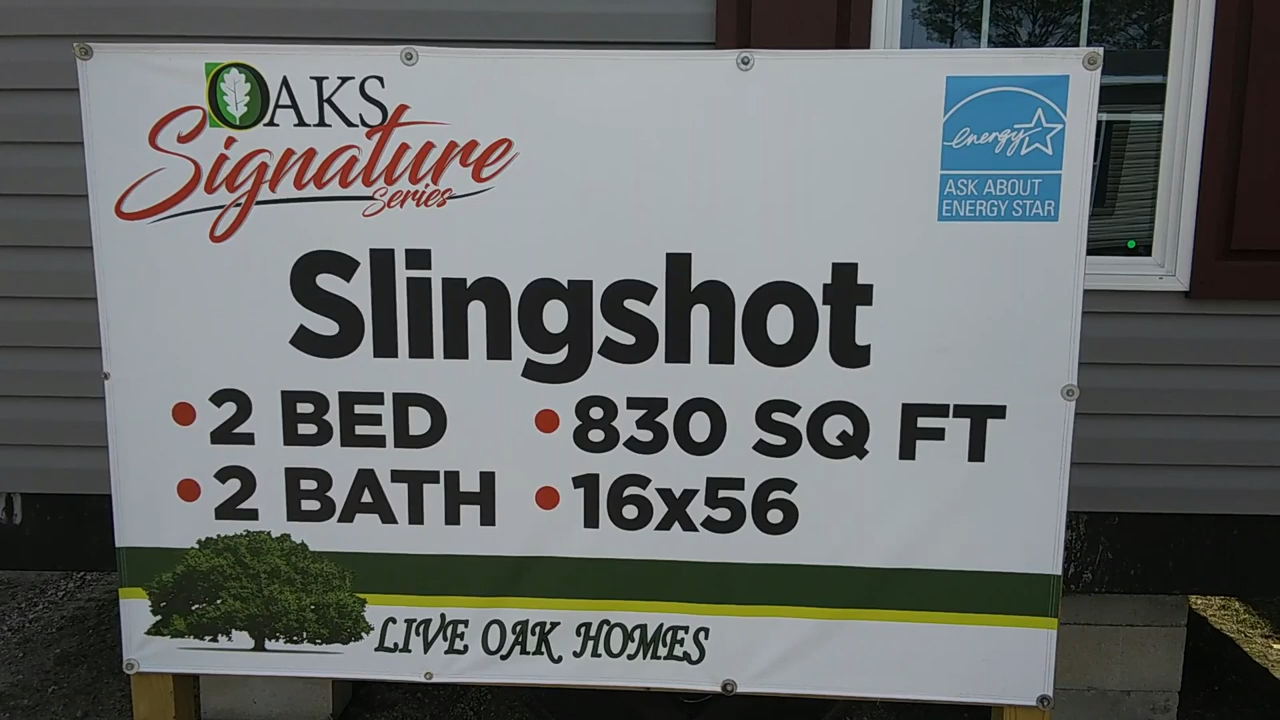 OAKS
Signature
Series
energy
ASK ABOUT
ENERGY STAR
Slingshot
•2 BED
•830 SQ FT
•2 BATH
•16x56
LIVE OAK HOMES